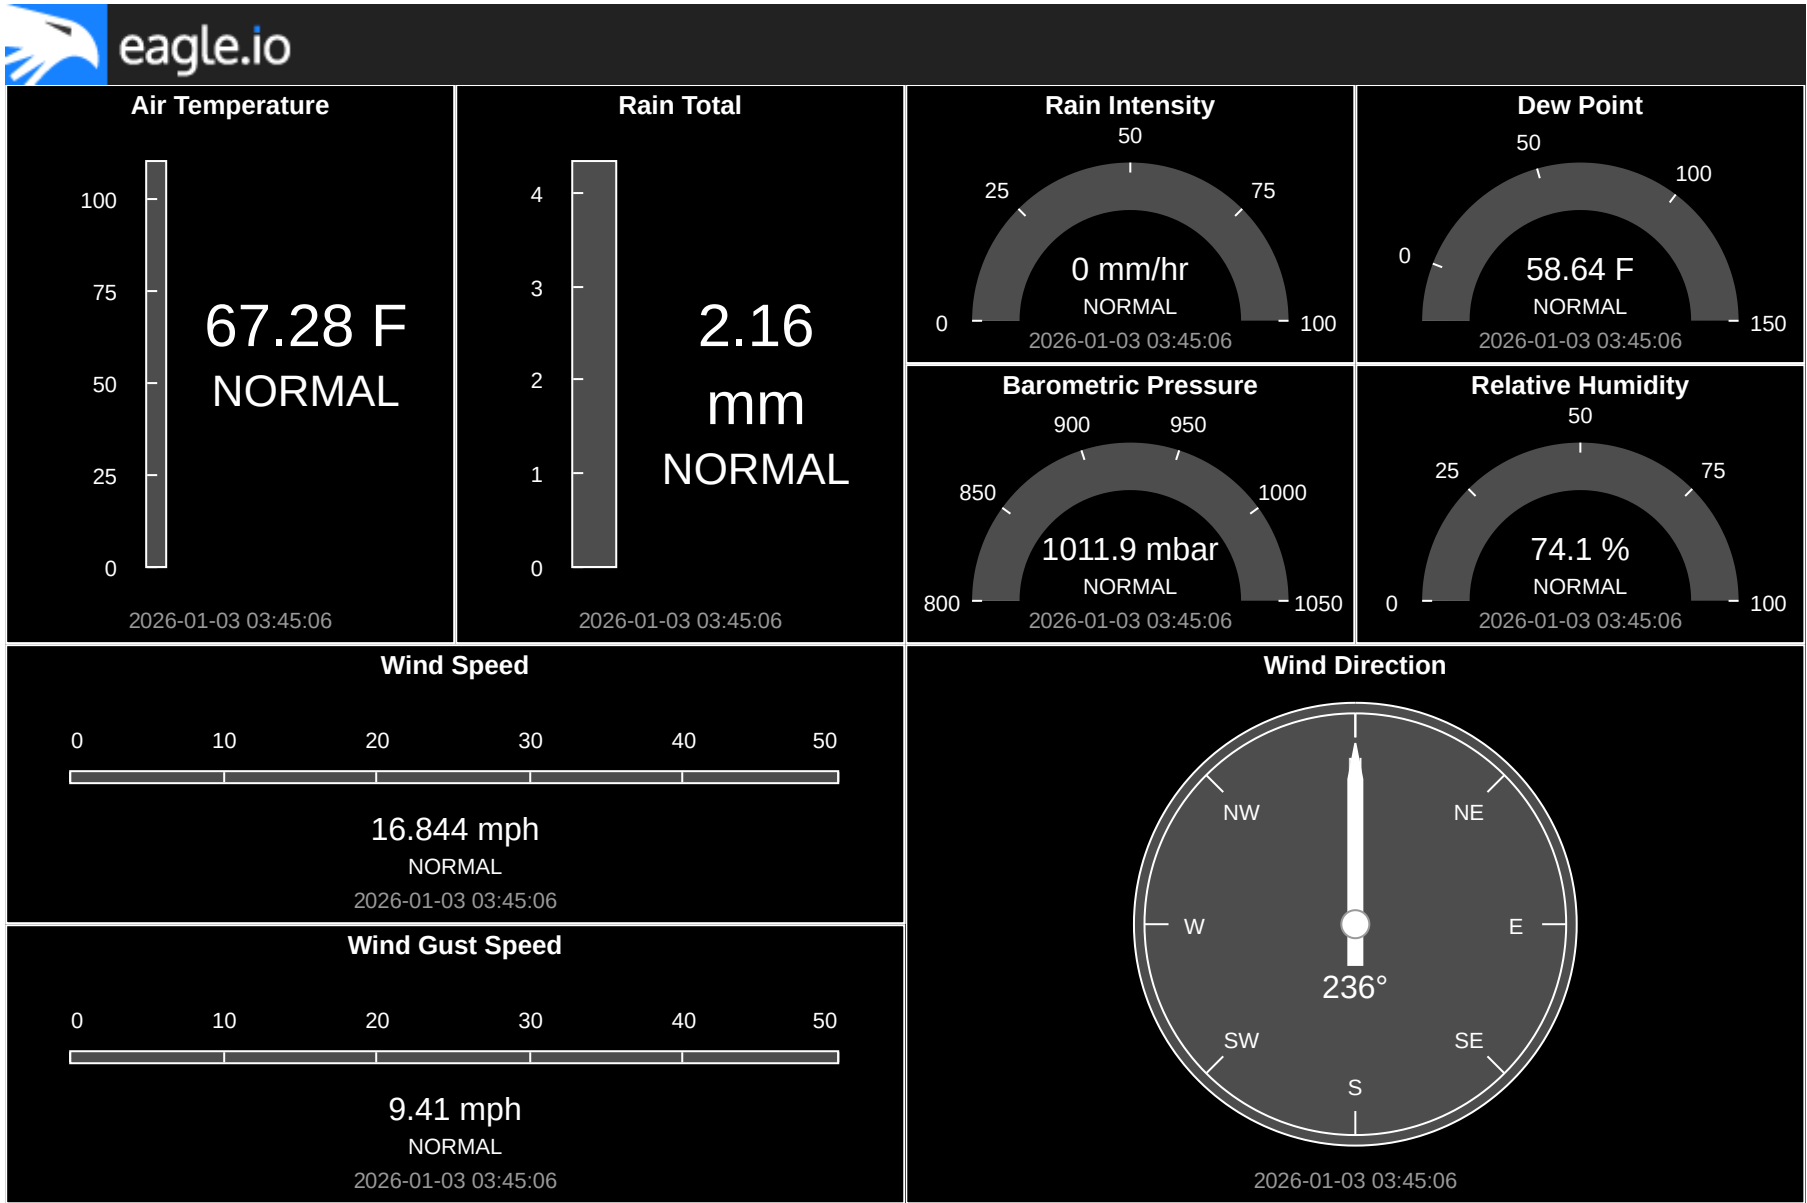 eagle.io
Air Temperature
100
75
50
25
0
67.28 F
NORMAL
2026-01-03 03:45:06
Rain Total
4
3
2
1
0
2.16
mm
NORMAL
2026-01-03 03:45:06
Rain Intensity
50
25
75
0
100
0 mm/hr
NORMAL
2026-01-03 03:45:06
Dew Point
50
100
0
150
58.64 F
NORMAL
2026-01-03 03:45:06
Barometric Pressure
900
950
850
1000
800
1050
1011.9 mbar
NORMAL
2026-01-03 03:45:06
Relative Humidity
50
25
75
0
100
74.1 %
NORMAL
2026-01-03 03:45:06
Wind Speed
0 10 20 30 40 50
16.844 mph
NORMAL
2026-01-03 03:45:06
Wind Gust Speed
0 10 20 30 40 50
9.41 mph
NORMAL
2026-01-03 03:45:06
Wind Direction
NW
NE
W
E
236°
SW
SE
S
2026-01-03 03:45:06